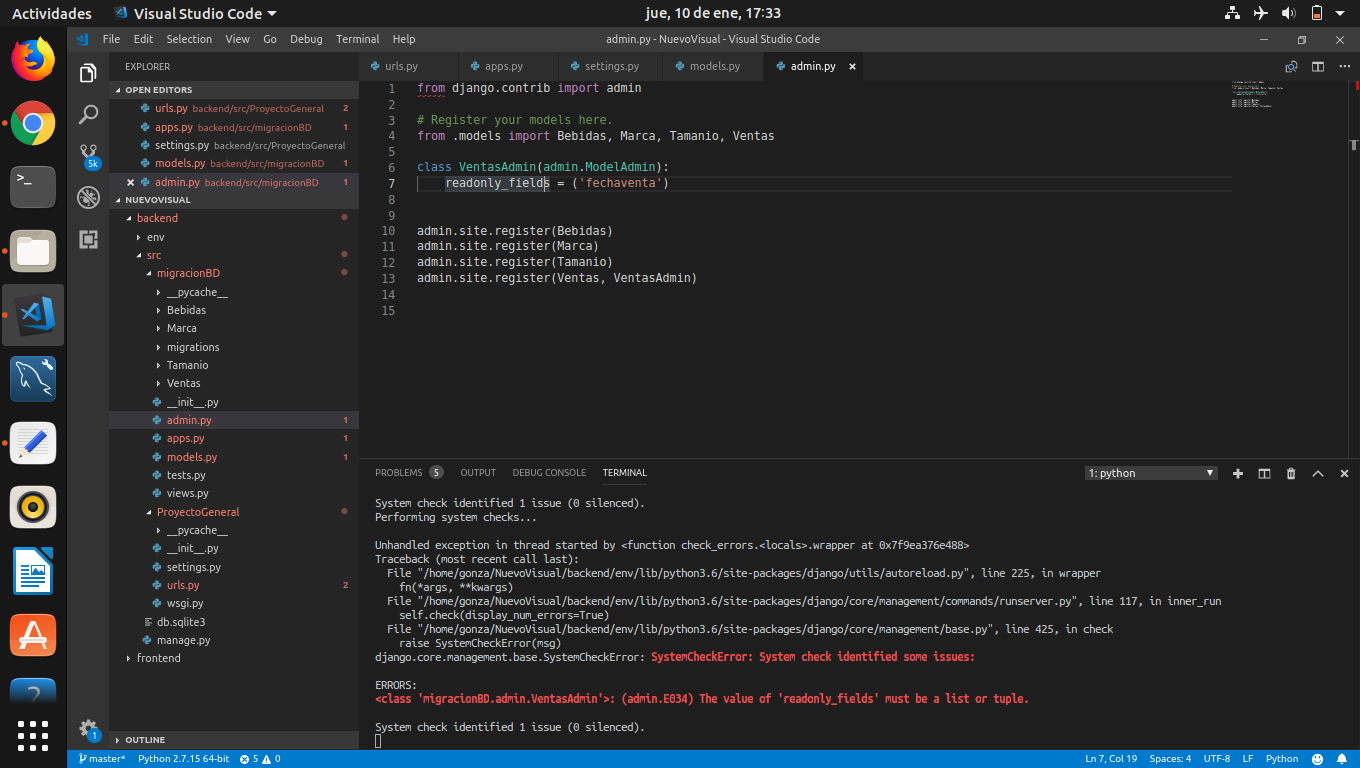 Actividades
Visual Studio Code
jue, 10 de ene, 17:33
File Edit Selection View Go Debug Terminal Help
admin.py - NuevoVisual - Visual Studio Code
EXPLORER
OPEN EDITORS
urls.py backend/src/ProyectoGeneral 2
apps.py backend/src/migracionBD 1
settings.py backend/src/ProyectoGeneral
models.py backend/src/migracionBD 1
admin.py backend/src/migracionBD 1
NUEVOVISUAL
backend
env
src
migracionBD
__pycache__
Bebidas
Marca
migrations
Tamanio
Ventas
__init__.py
admin.py 1
apps.py 1
models.py 1
tests.py
views.py
ProyectoGeneral
__pycache__
__init__.py
settings.py
urls.py 2
wsgi.py
db.sqlite3
manage.py
frontend
OUTLINE
5k
1
urls.py apps.py settings.py models.py admin.py
1 from django.contrib import admin
2
3 # Register your models here.
4 from .models import Bebidas, Marca, Tamanio, Ventas
5
6 class VentasAdmin(admin.ModelAdmin):
7 readonly_fields = ('fechaventa')
8
9
10 admin.site.register(Bebidas)
11 admin.site.register(Marca)
12 admin.site.register(Tamanio)
13 admin.site.register(Ventas, VentasAdmin)
14
15
PROBLEMS 5 OUTPUT DEBUG CONSOLE TERMINAL
1: python
System check identified 1 issue (0 silenced).
Performing system checks...
Unhandled exception in thread started by <function check_errors.<locals>.wrapper at 0x7f9ea376e488>
Traceback (most recent call last):
File "/home/gonza/NuevoVisual/backend/env/lib/python3.6/site-packages/django/utils/autoreload.py", line 225, in wrapper
fn(*args, **kwargs)
File "/home/gonza/NuevoVisual/backend/env/lib/python3.6/site-packages/django/core/management/commands/runserver.py", line 117, in inner_run
self.check(display_num_errors=True)
File "/home/gonza/NuevoVisual/backend/env/lib/python3.6/site-packages/django/core/management/base.py", line 425, in check
raise SystemCheckError(msg)
django.core.management.base.SystemCheckError: SystemCheckError: System check identified some issues:
ERRORS:
<class 'migracionBD.admin.VentasAdmin'>: (admin.E034) The value of 'readonly_fields' must be a list or tuple.
System check identified 1 issue (0 silenced).
master* Python 2.7.15 64-bit 5 0
Ln 7, Col 19 Spaces: 4 UTF-8 LF Python